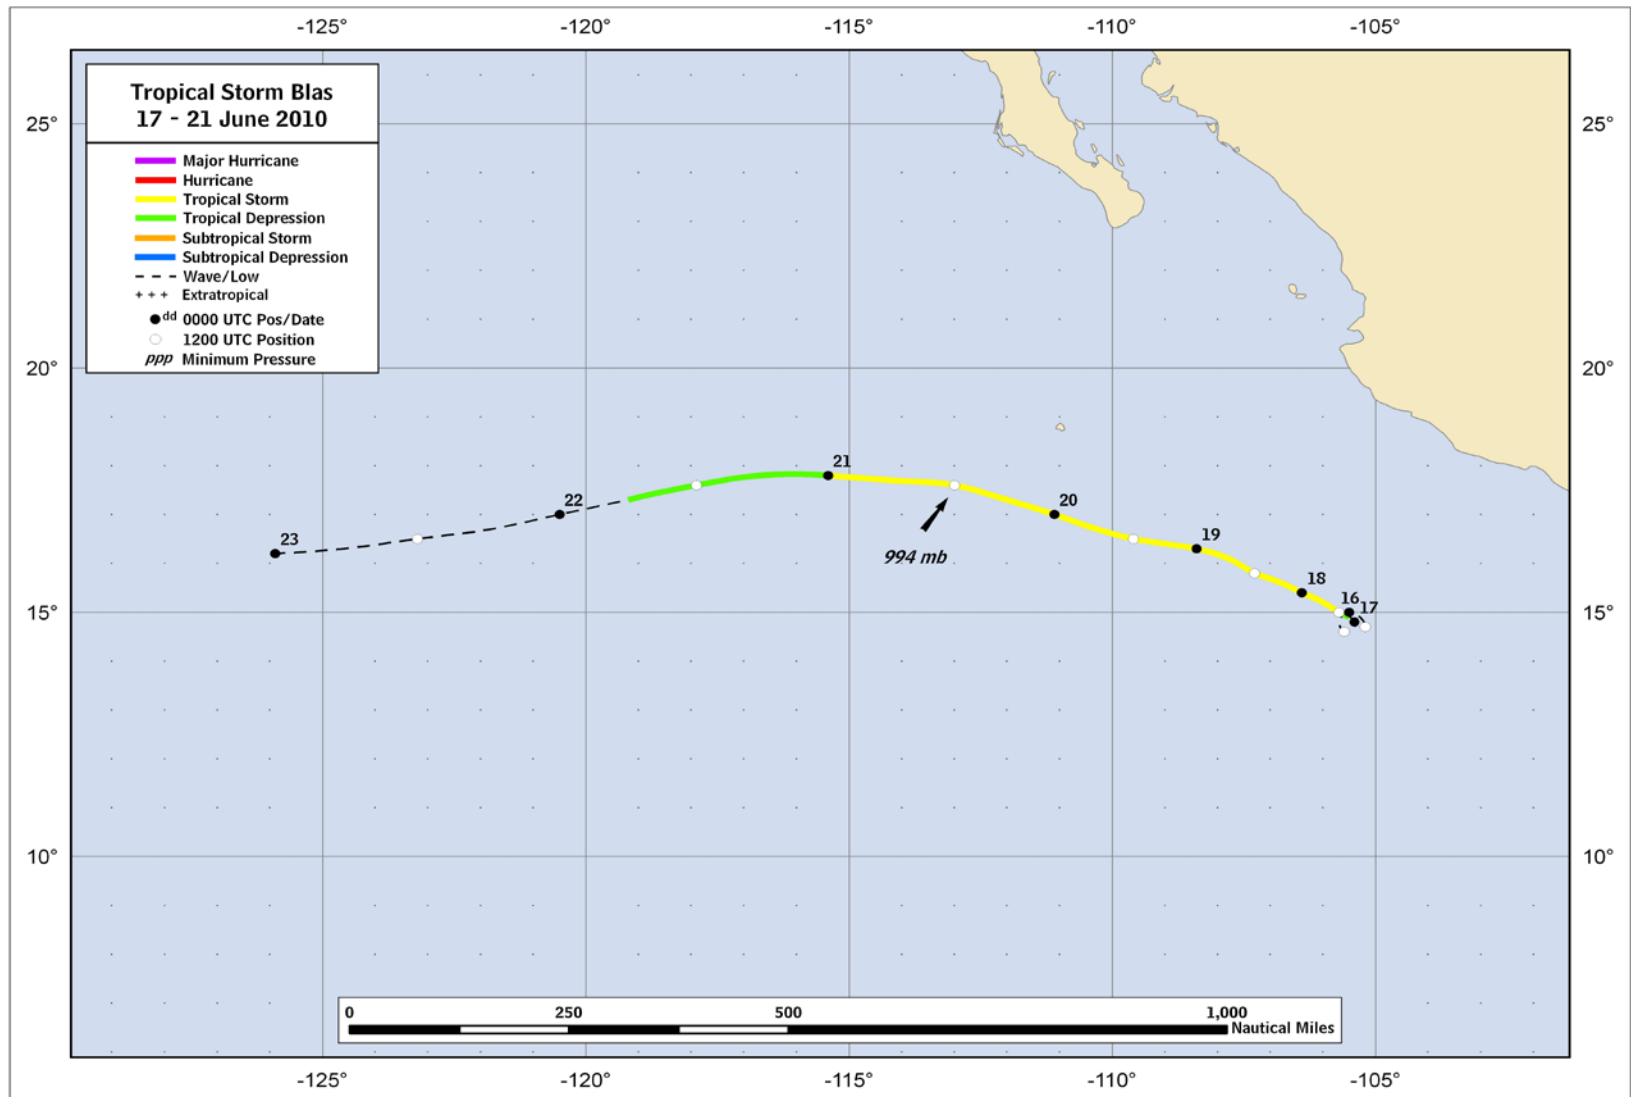 -125° -120° -115° -110° -105°
Tropical Storm Blas
17 - 21 June 2010
25° 25°
Major Hurricane
Hurricane
Tropical Storm
Tropical Depression
Subtropical Storm
Subtropical Depression
Wave/Low
Extratropical
dd 0000 UTC Pos/Date
1200 UTC Position
ppp Minimum Pressure
20° 20°
21
22
20
23
19
994 mb
18
16 17
15° 15°
10° 10°
0 250 500 1,000
Nautical Miles
-125° -120° -115° -110° -105°